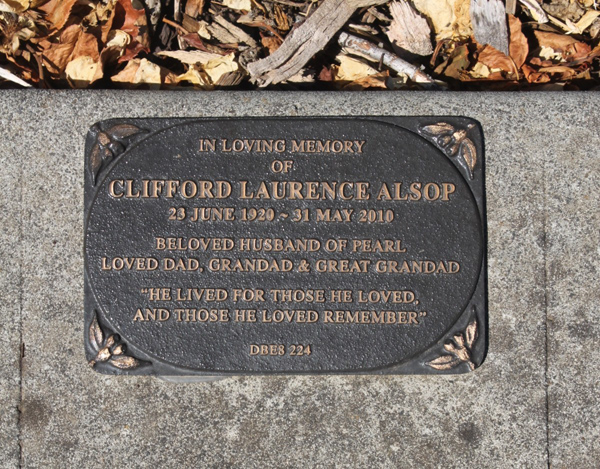 IN LOVING MEMORY
OF
CLIFFORD LAURENCE ALSOP
23 JUNE 1929 ~ 31 MAY 2010
BELOVED HUSBAND OF PEARL
LOVED DAD, GRANDAD & GREAT GRANDAD
"HE LIVED FOR THOSE HE LOVED,
AND THOSE HE LOVED REMEMBER"
DBES 224